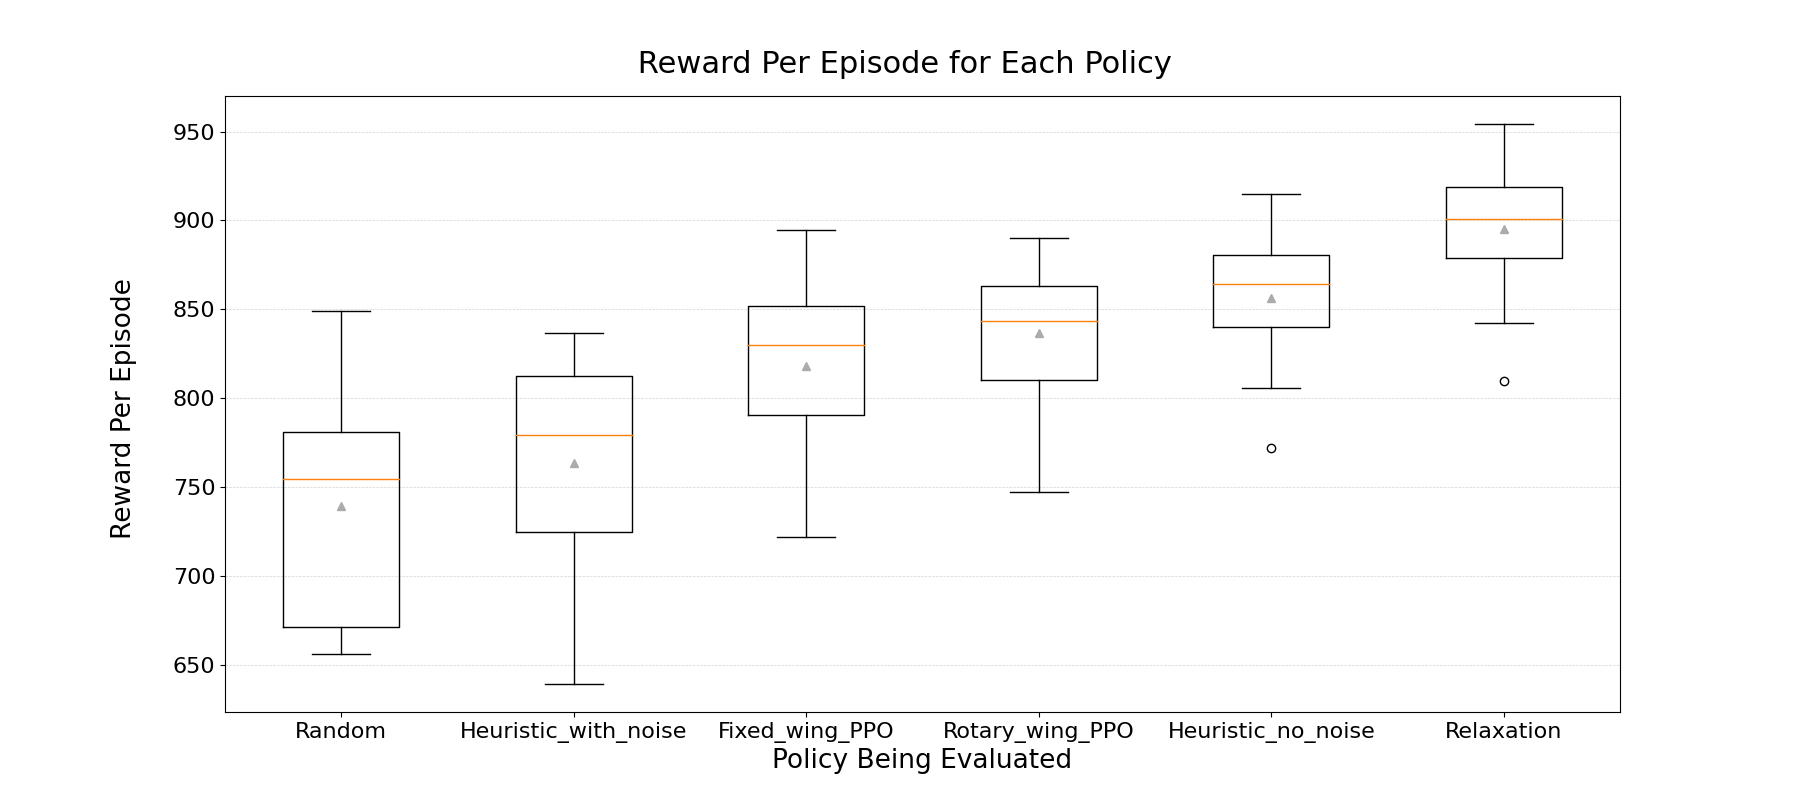 Reward Per Episode for Each Policy
Reward Per Episode
950
900
850
800
750
700
650
Random Heuristic_with_noise Fixed_wing_PPO Rotary_wing_PPO Heuristic_no_noise Relaxation
Policy Being Evaluated